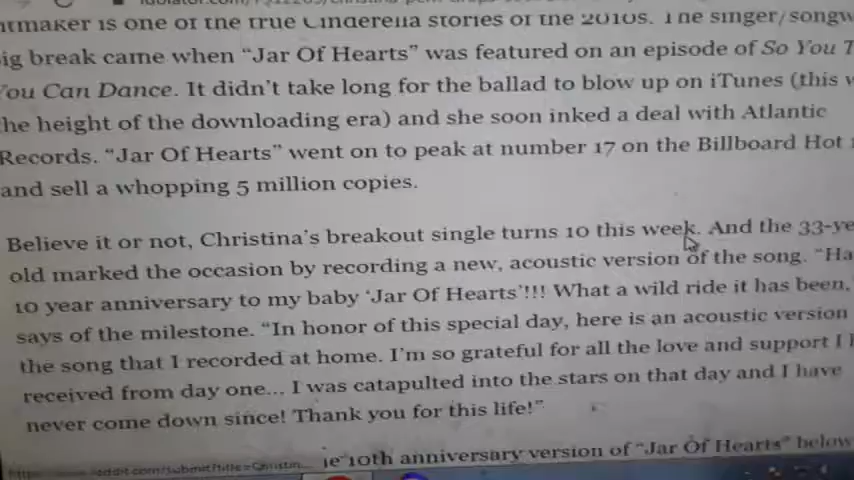 is one of the true Cinderella stories of the 2010s. The
big break came when “Jar Of Hearts” was featured on an episode of So You
You Can Dance. It didn’t take long for the ballad to blow up on iTunes (this
the height of the downloading era) and she soon inked a deal with Atlantic
Records. “Jar Of Hearts” went on to peak at number 17 on the Billboard Hot
and sell a whopping 5 million copies.
Believe it or not, Christina’s breakout single turns 10 this week. And the 33-ye
old marked the occasion by recording a new, acoustic version of the song. “Ha
10 year anniversary to my baby ‘Jar Of Hearts’!!! What a wild ride it has been,
says of the milestone. “In honor of this special day, here is an acoustic version
the song that I recorded at home. I’m so grateful for all the love and support I
received from day one... I was catapulted into the stars on that day and I have
never come down since! Thank you for this life!”
10th anniversary version of “Jar Of Hearts” below